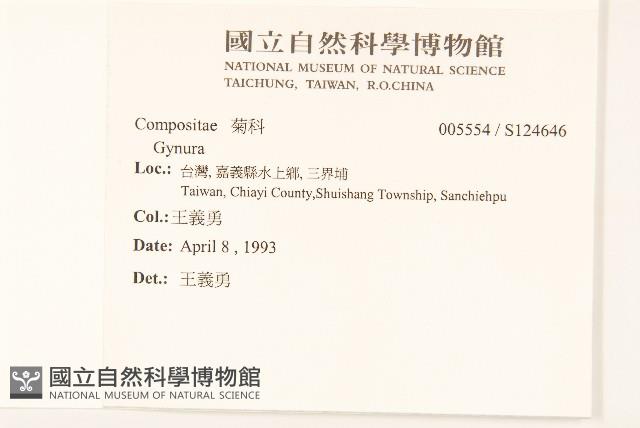 國立自然科學博物館
NATIONAL MUSEUM OF NATURAL SCIENCE
TAICHUNG, TAIWAN, R.O.CHINA
Compositae 菊科 005554 / S124646
Gynura
Loc.: 台灣, 嘉義縣水上鄉, 三界埔
Taiwan, Chiayi County,Shuishang Township, Sanchiehpu
Col.: 王義勇
Date: April 8 , 1993
Det.: 王義勇
國立自然科學博物館
NATIONAL MUSEUM OF NATURAL SCIENCE